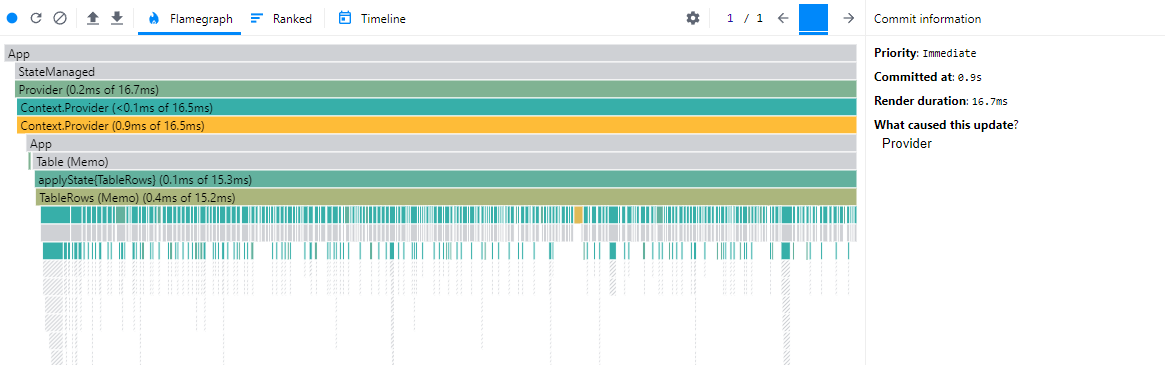 Flamegraph Ranked Timeline 1 / 1 Commit information
App
StateManaged
Provider (0.2ms of 16.7ms)
Context.Provider (<0.1ms of 16.5ms)
Context.Provider (0.9ms of 16.5ms)
App
Table (Memo)
applyState{TableRows} (0.1ms of 15.3ms)
TableRows (Memo) (0.4ms of 15.2ms)
Priority: Immediate
Committed at: 0.9s
Render duration: 16.7ms
What caused this update?
Provider